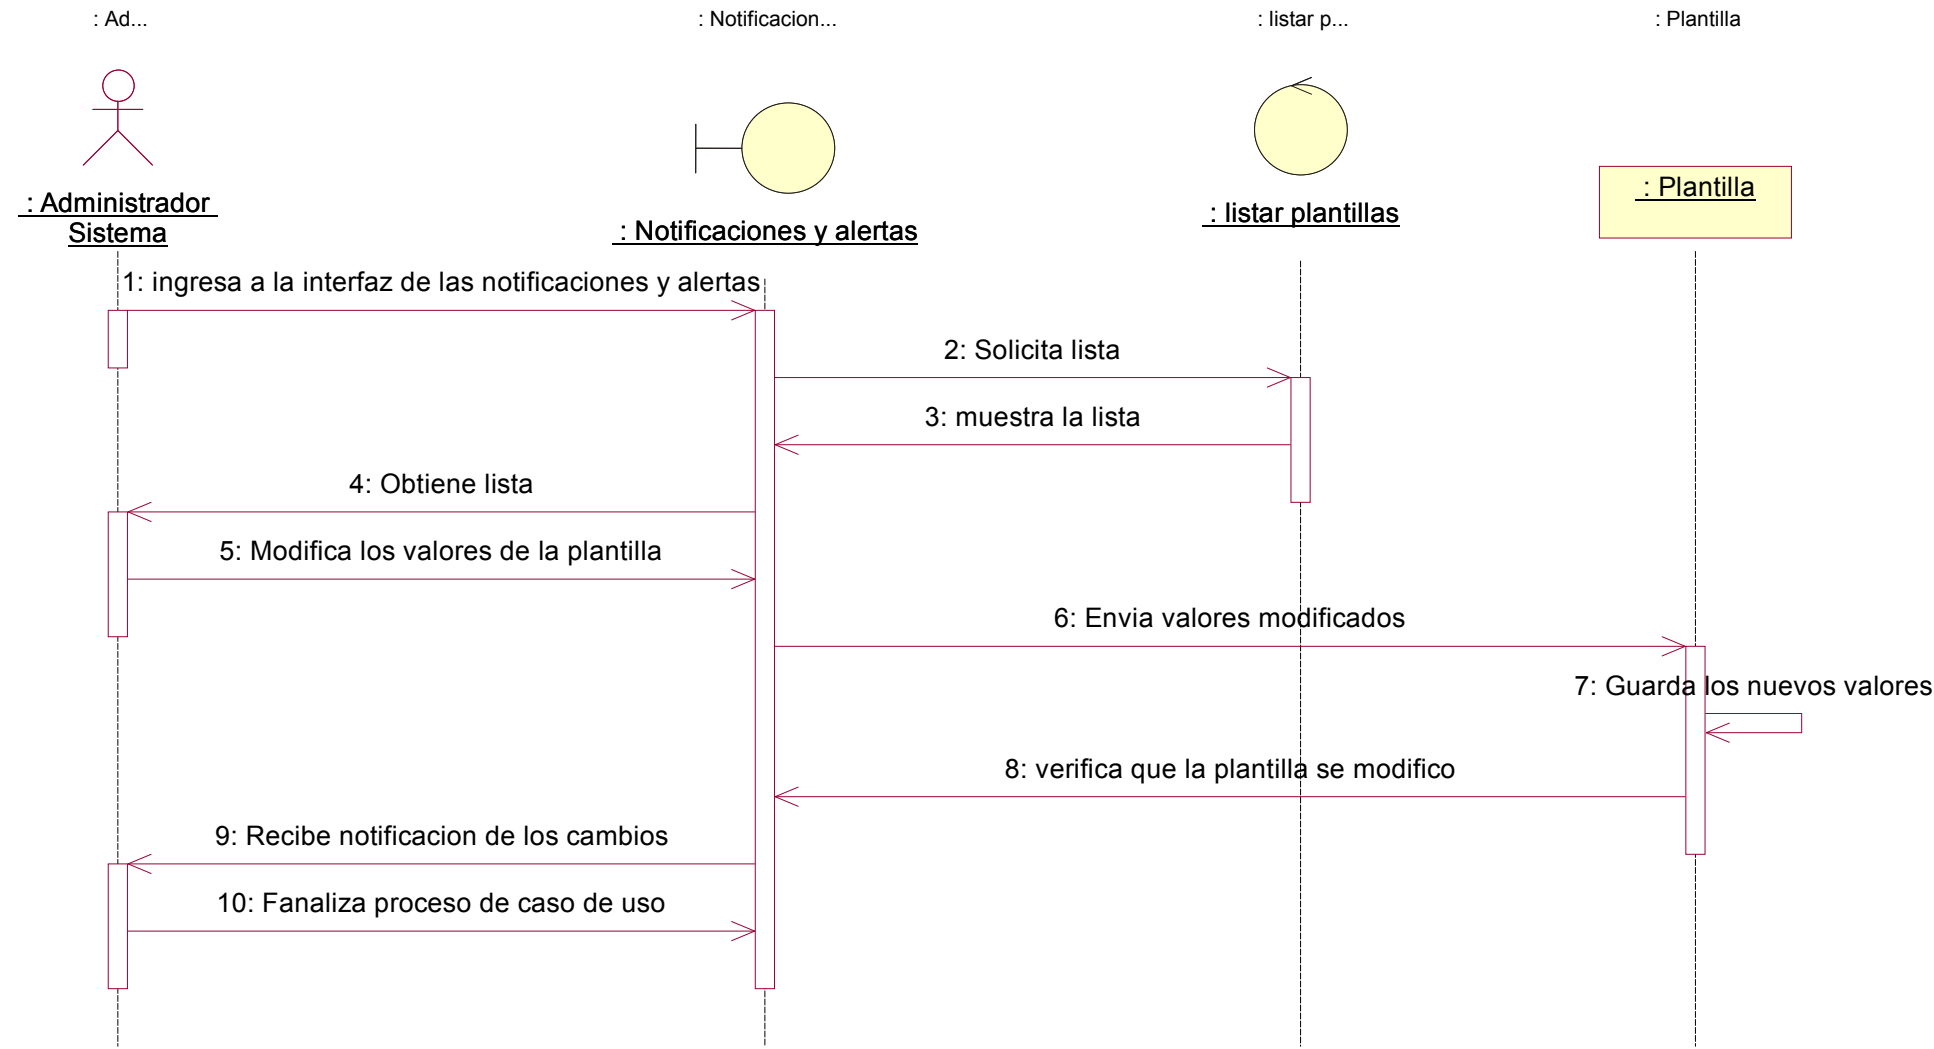 : Ad...
: Notificacion...
: listar p...
: Plantilla
: Administrador
Sistema
: Notificaciones y alertas
: listar plantillas
: Plantilla
1: ingresa a la interfaz de las notificaciones y alertas
2: Solicita lista
3: muestra la lista
4: Obtiene lista
5: Modifica los valores de la plantilla
6: Envia valores modificados
7: Guarda los nuevos valores
8: verifica que la plantilla se modifico
9: Recibe notificacion de los cambios
10: Fanaliza proceso de caso de uso